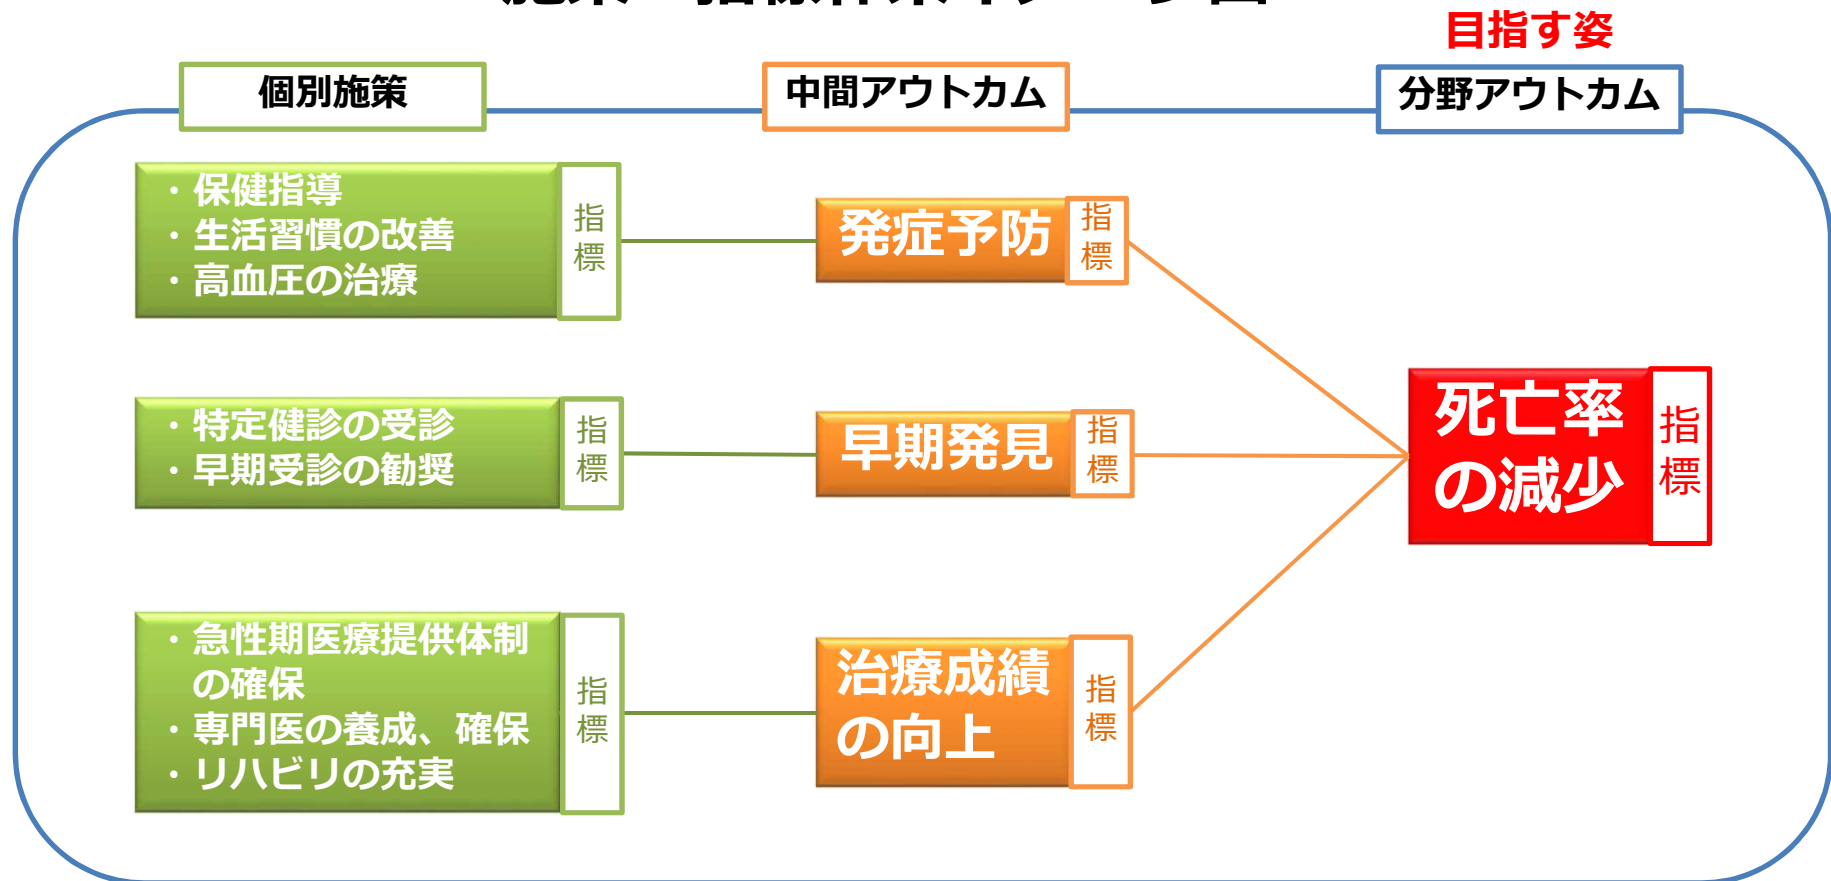 目指す姿
個別施策
中間アウトカム
分野アウトカム
・保健指導
・生活習慣の改善
・高血圧の治療
指
標
発症予防
指
標
・特定健診の受診
・早期受診の勧奨
指
標
早期発見
指
標
死亡率
の減少
指
標
・急性期医療提供体制
の確保
・専門医の養成、確保
・リハビリの充実
指
標
治療成績
の向上
指
標